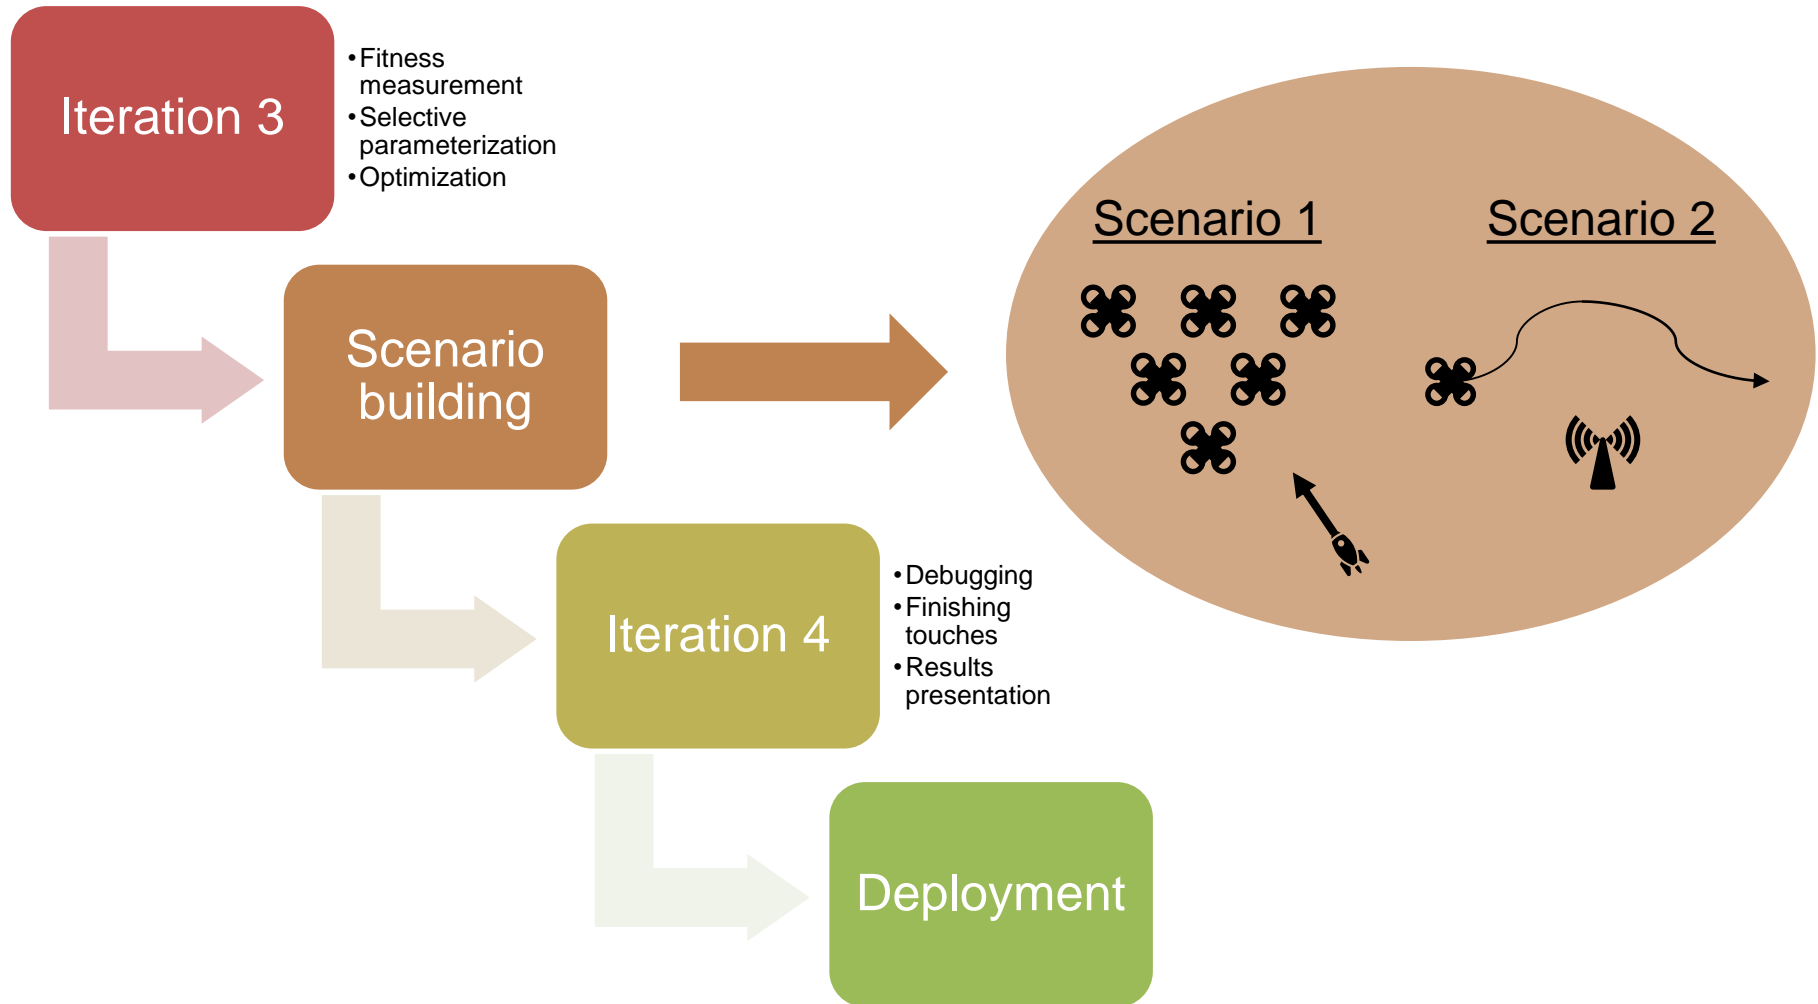 Iteration 3
•Fitness
measurement
•Selective
parameterization
•Optimization
Scenario
building
Scenario 1
Scenario 2
Iteration 4
•Debugging
•Finishing
touches
•Results
presentation
Deployment